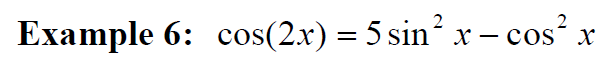 Example 6: cos(2x) = 5 sin² x − cos² x